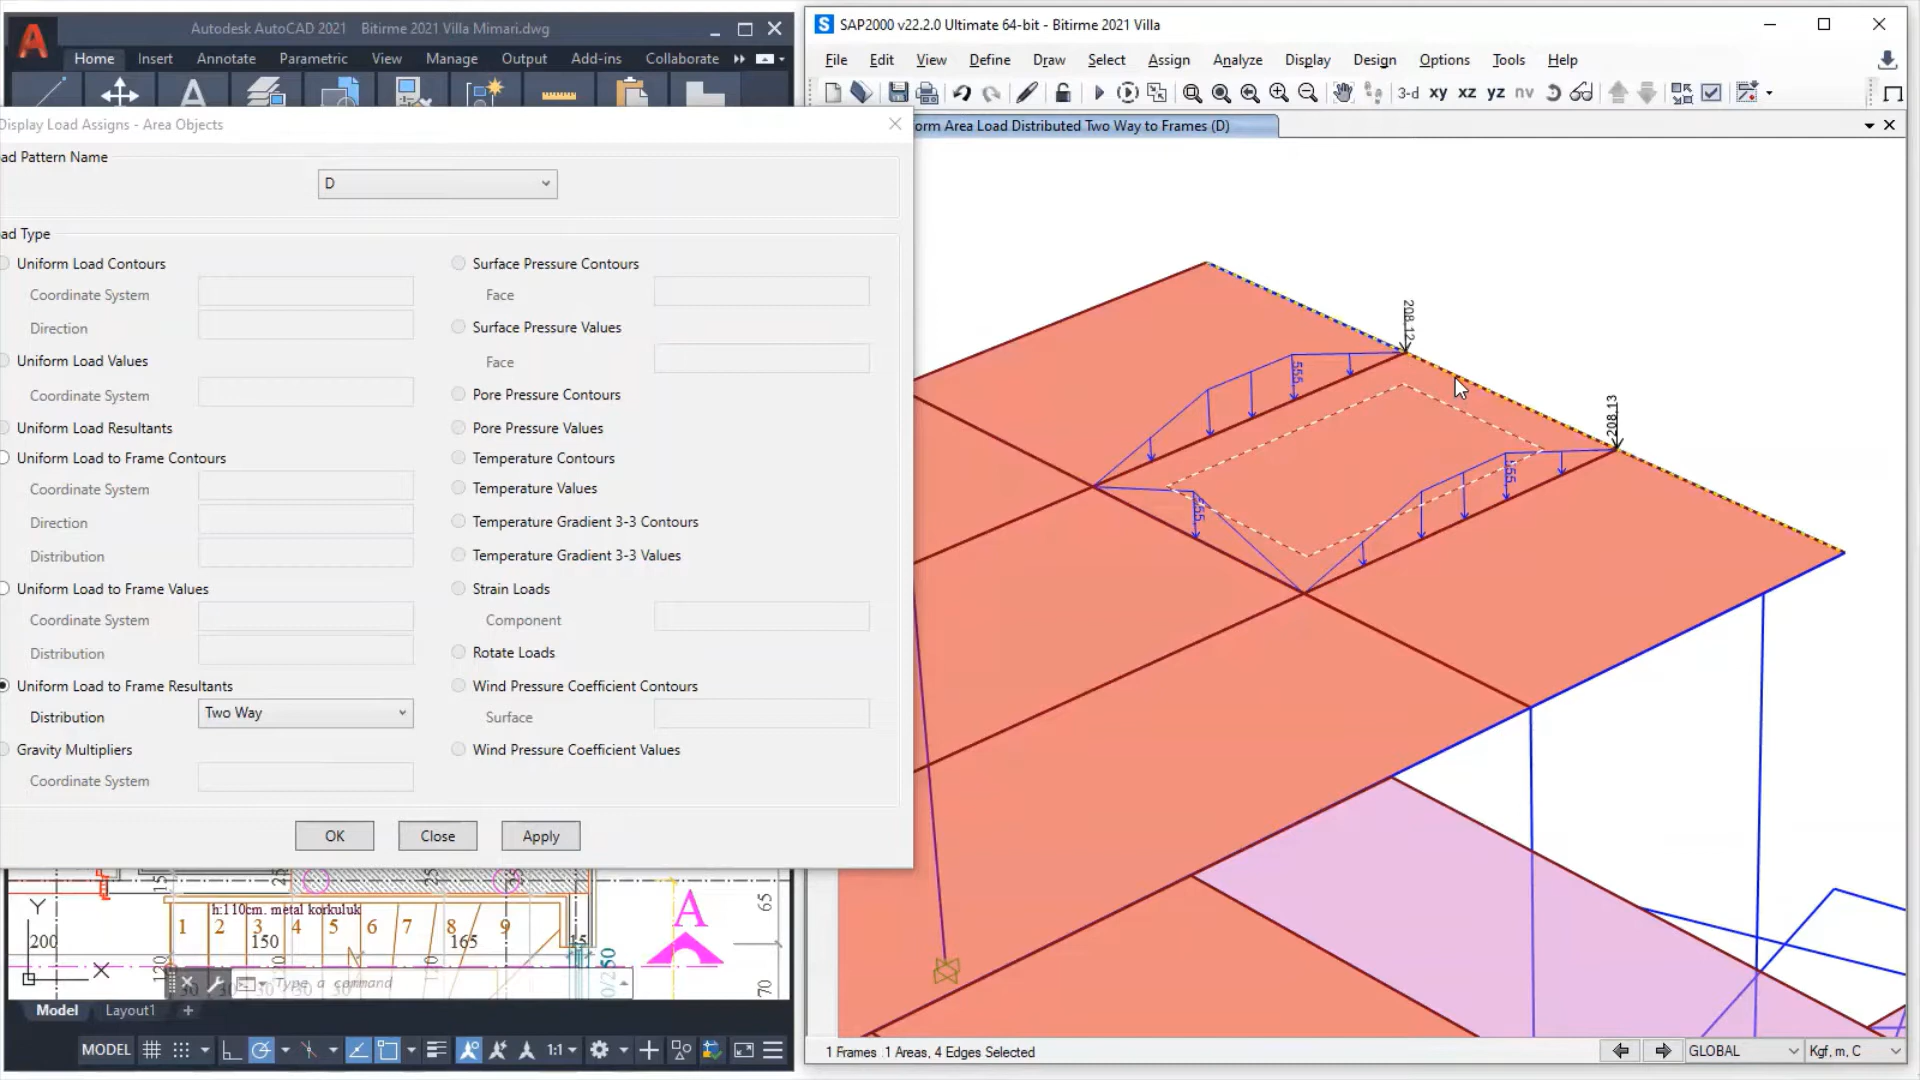 Autodesk AutoCAD 2021 Bitirme 2021 Villa Mimari.dwg
Home Insert Annotate Parametric View Manage Output Add-ins Collaborate
Display Load Assigns - Area Objects
ad Pattern Name
D
ad Type
Uniform Load Contours
Coordinate System
Direction
Uniform Load Values
Coordinate System
Uniform Load Resultants
Uniform Load to Frame Contours
Coordinate System
Direction
Distribution
Uniform Load to Frame Values
Coordinate System
Distribution
Uniform Load to Frame Resultants
Distribution Two Way
Gravity Multipliers
Coordinate System
Surface Pressure Contours
Face
Surface Pressure Values
Face
Pore Pressure Contours
Pore Pressure Values
Temperature Contours
Temperature Values
Temperature Gradient 3-3 Contours
Temperature Gradient 3-3 Values
Strain Loads
Component
Rotate Loads
Wind Pressure Coefficient Contours
Surface
Wind Pressure Coefficient Values
OK Close Apply
h:110cm. metal korkuluk
1 2 3 4 5 6 7 8 9
200 150 165 15
120 120 120
A
65
70
Y
X
Type a command
Model Layout1 +
MODEL 1:1
SAP2000 v22.2.0 Ultimate 64-bit - Bitirme 2021 Villa
File Edit View Define Draw Select Assign Analyze Display Design Options Tools Help
3-d xy xz yz nv
orm Area Load Distributed Two Way to Frames (D)
208,12
208,13
555,
555,
555,
1 Frames 1 Areas, 4 Edges Selected
GLOBAL Kgf, m, C